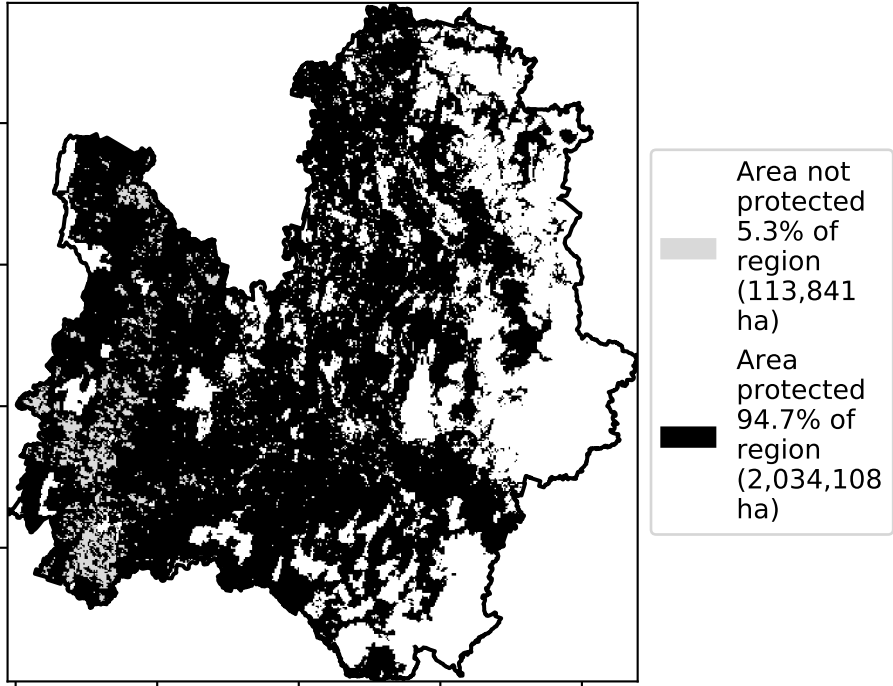 Area not
protected
5.3% of
region
(113,841
ha)
Area
protected
94.7% of
region
(2,034,108
ha)